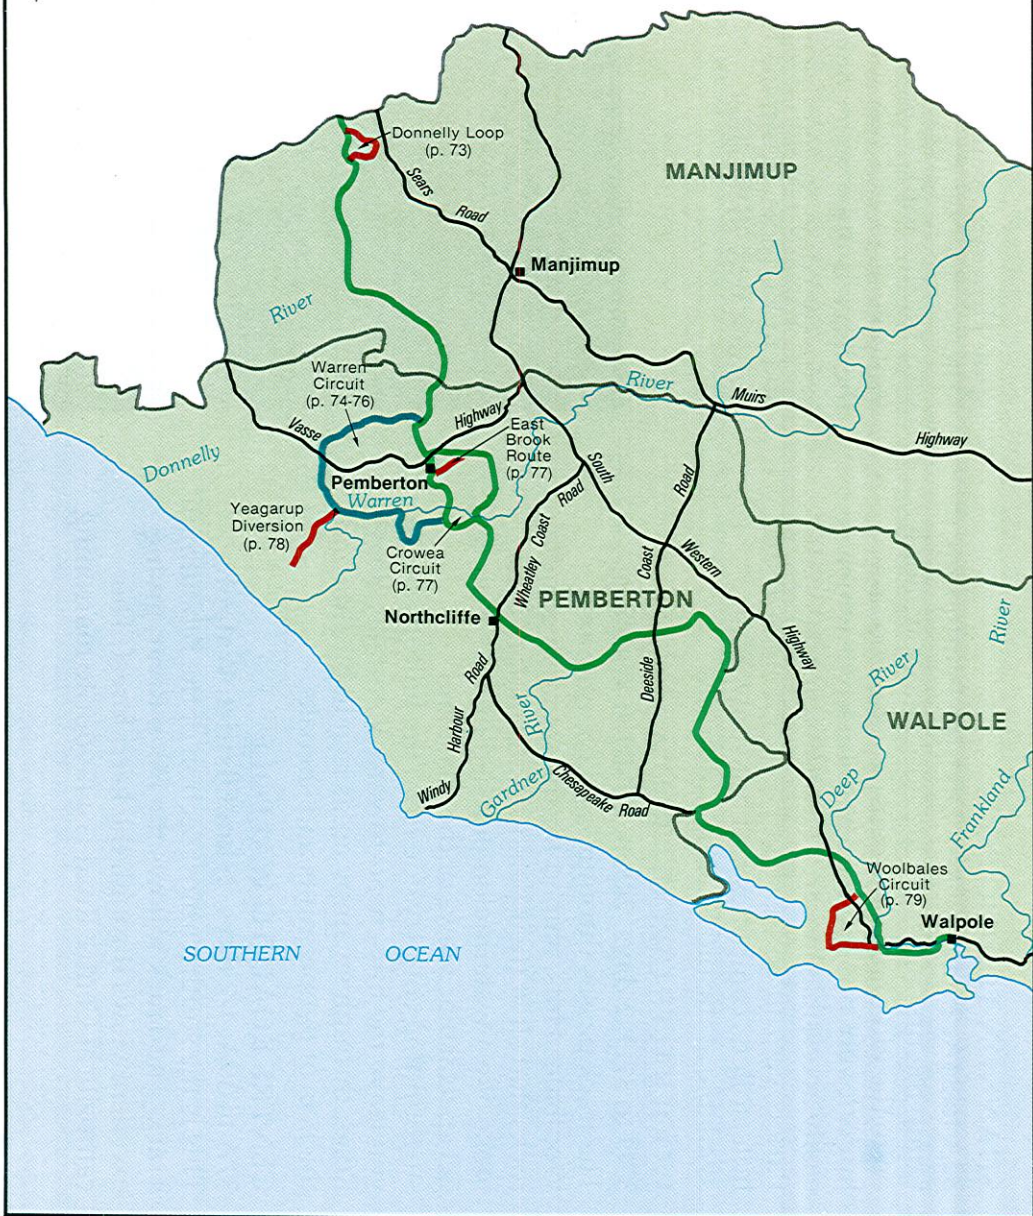 Donnelly Loop
(p. 73)
MANJIMUP
Sears
Road
Manjimup
River
Warren
Circuit
(p. 74-76)
River
Muirs
Highway
Highway
East
Brook
Route
(p. 77)
Vasse
Donnelly
Pemberton
Warren
South
Road
Road
Yeagarup
Diversion
(p. 78)
Crowea
Circuit
(p. 77)
Coast
Wheatley
Coast
Western
PEMBERTON
Northcliffe
River
Highway
River
Road
Deeside
River
WALPOLE
Harbour
Windy
Gardner
Chesapeake
Road
Deep
Frankland
Woolbales
Circuit
(p. 79)
Walpole
SOUTHERN OCEAN